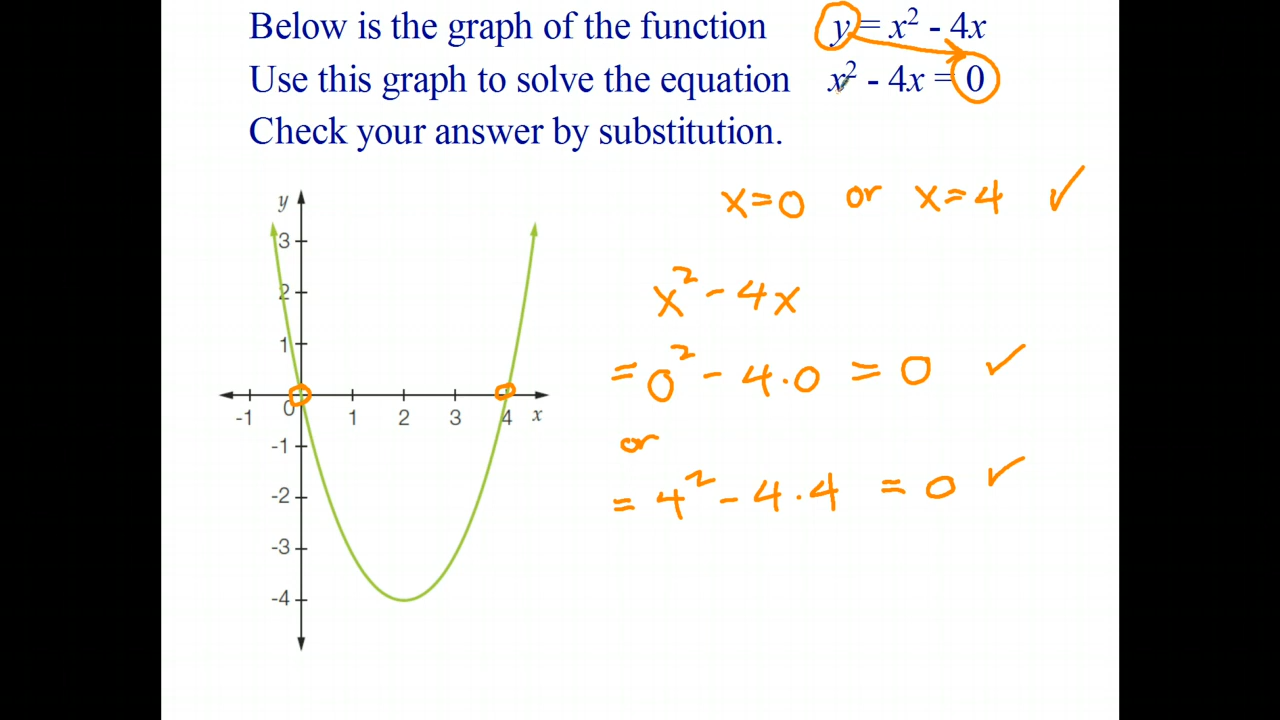 Below is the graph of the function y = x² - 4x
Use this graph to solve the equation x² - 4x = 0
Check your answer by substitution.
x=0 or x=4 ✓
x² - 4x
= 0² - 4·0 = 0 ✓
or
= 4² - 4·4 = 0 ✓
y
3
2
1
-1 0 1 2 3 4 x
-1
-2
-3
-4